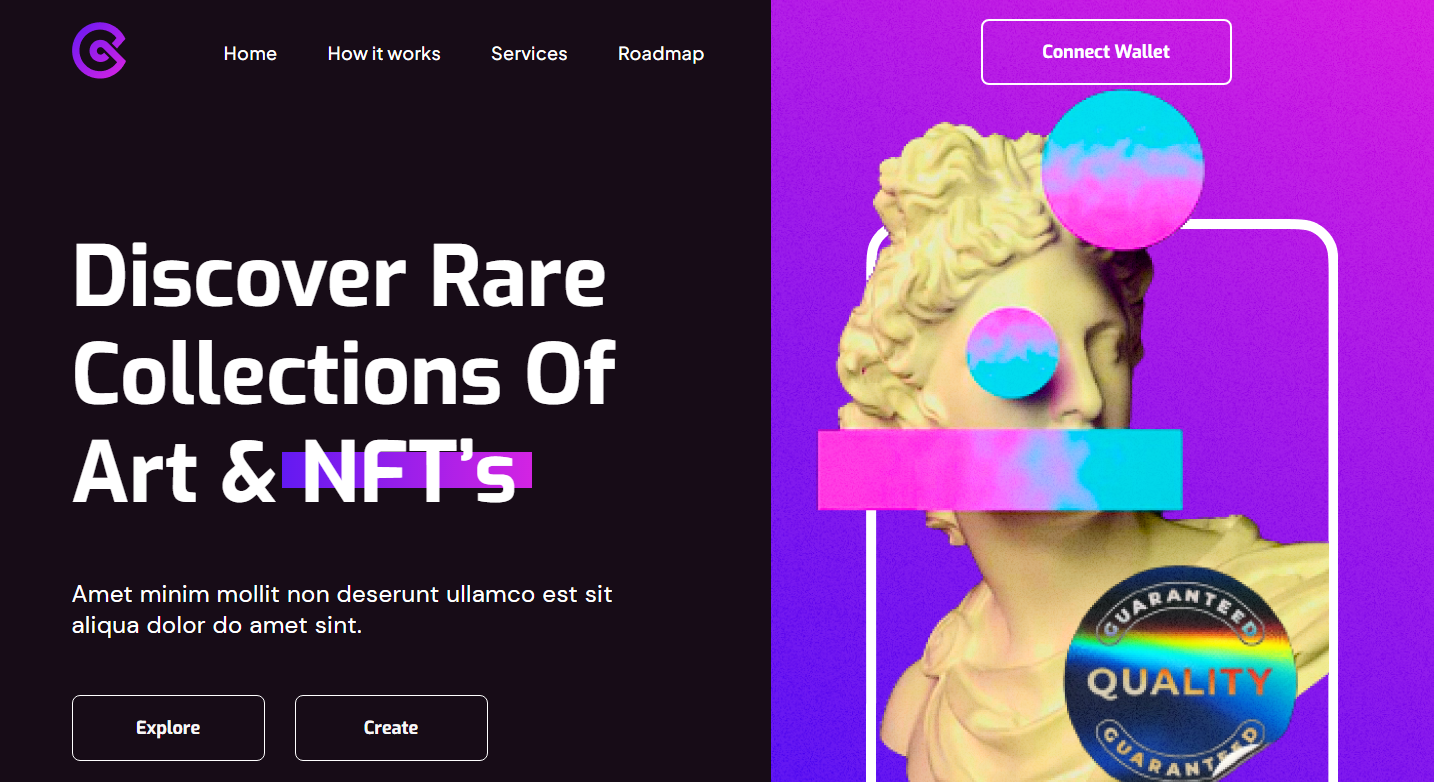 Home
How it works
Services
Roadmap
Connect Wallet
Discover Rare
Collections Of
Art & NFT’s
Amet minim mollit non deserunt ullamco est sit
aliqua dolor do amet sint.
Explore
Create
GUARANTEED
QUALITY
GUARANTEED